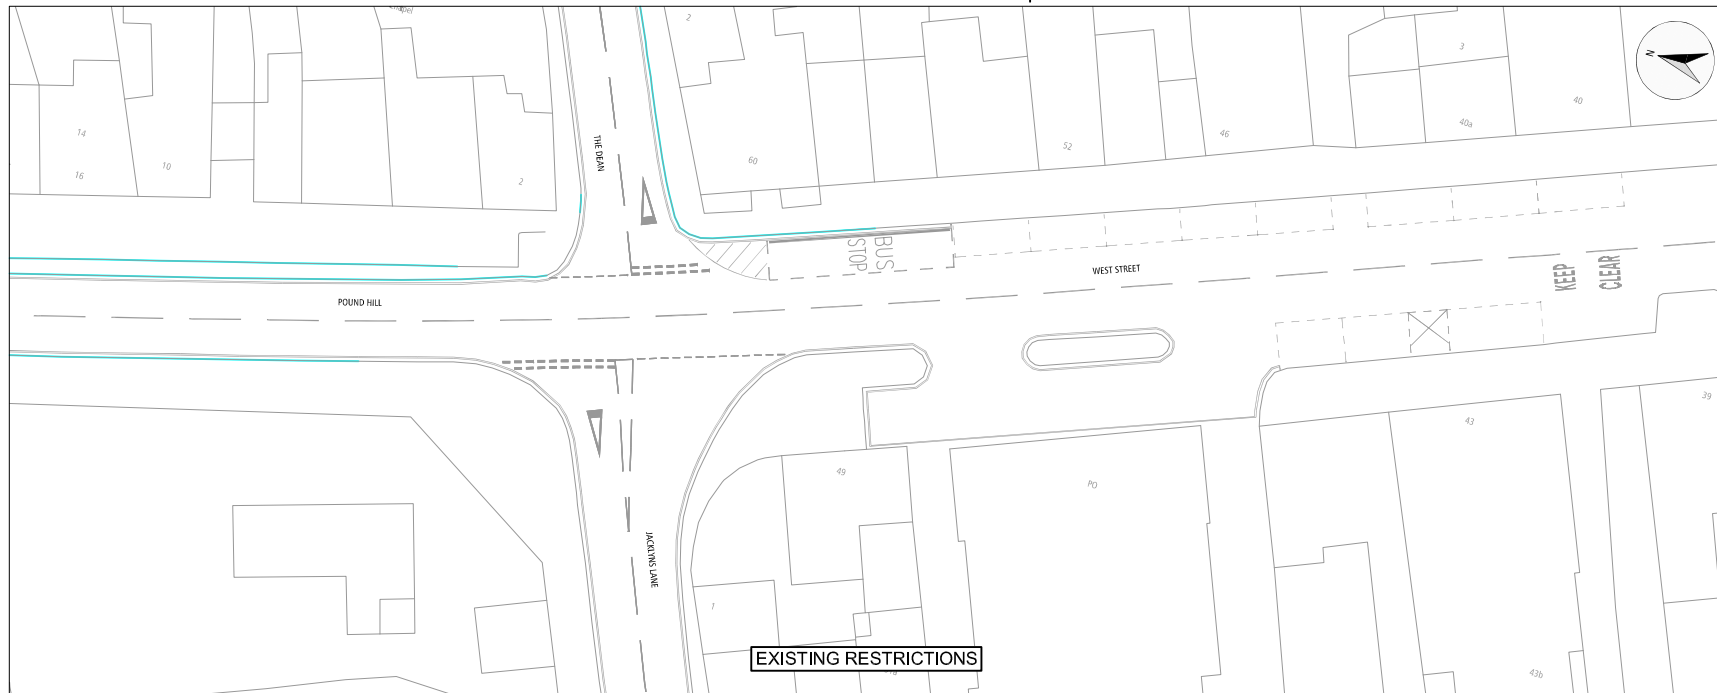 Chapel
2
3
N
14
10
16
2
THE DEAN
60
52
46
40a
40
BUS
STOP
WEST STREET
KEEP
CLEAR
POUND HILL
49
PO
43
39
JACKLYNS LANE
1
EXISTING RESTRICTIONS
43b